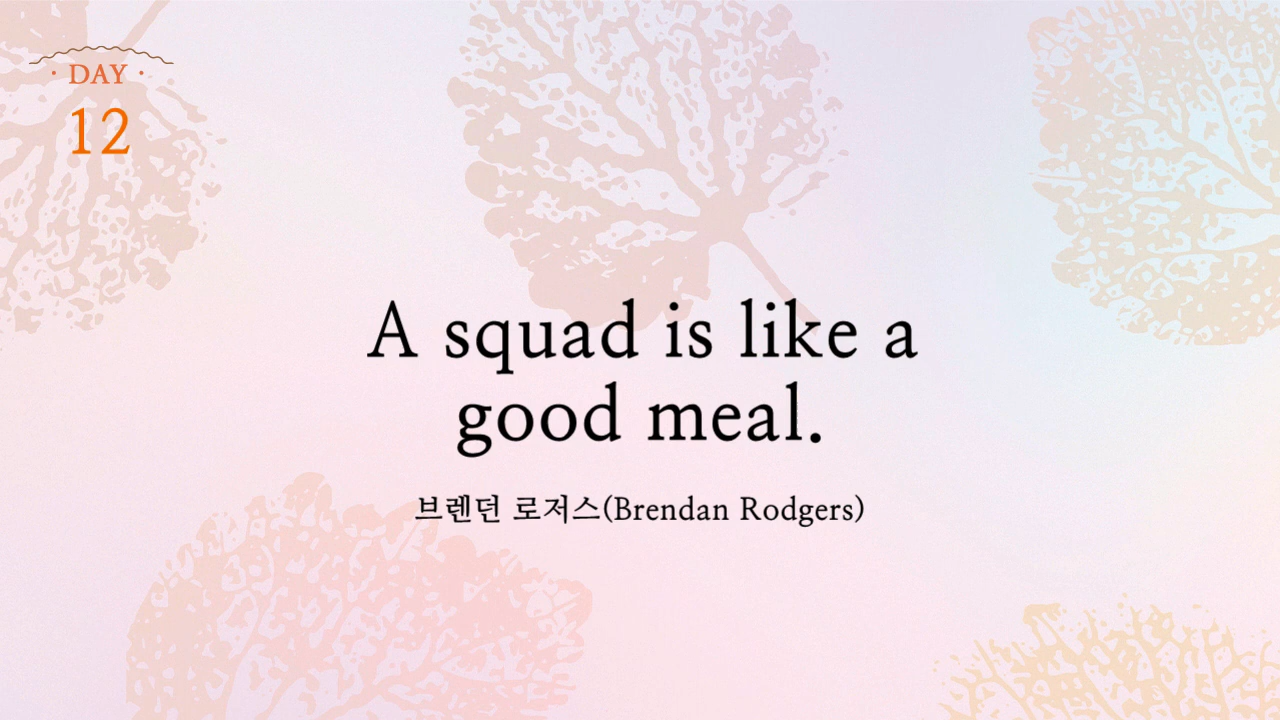 · DAY ·
12
A squad is like a
good meal.
브렌던 로저스(Brendan Rodgers)